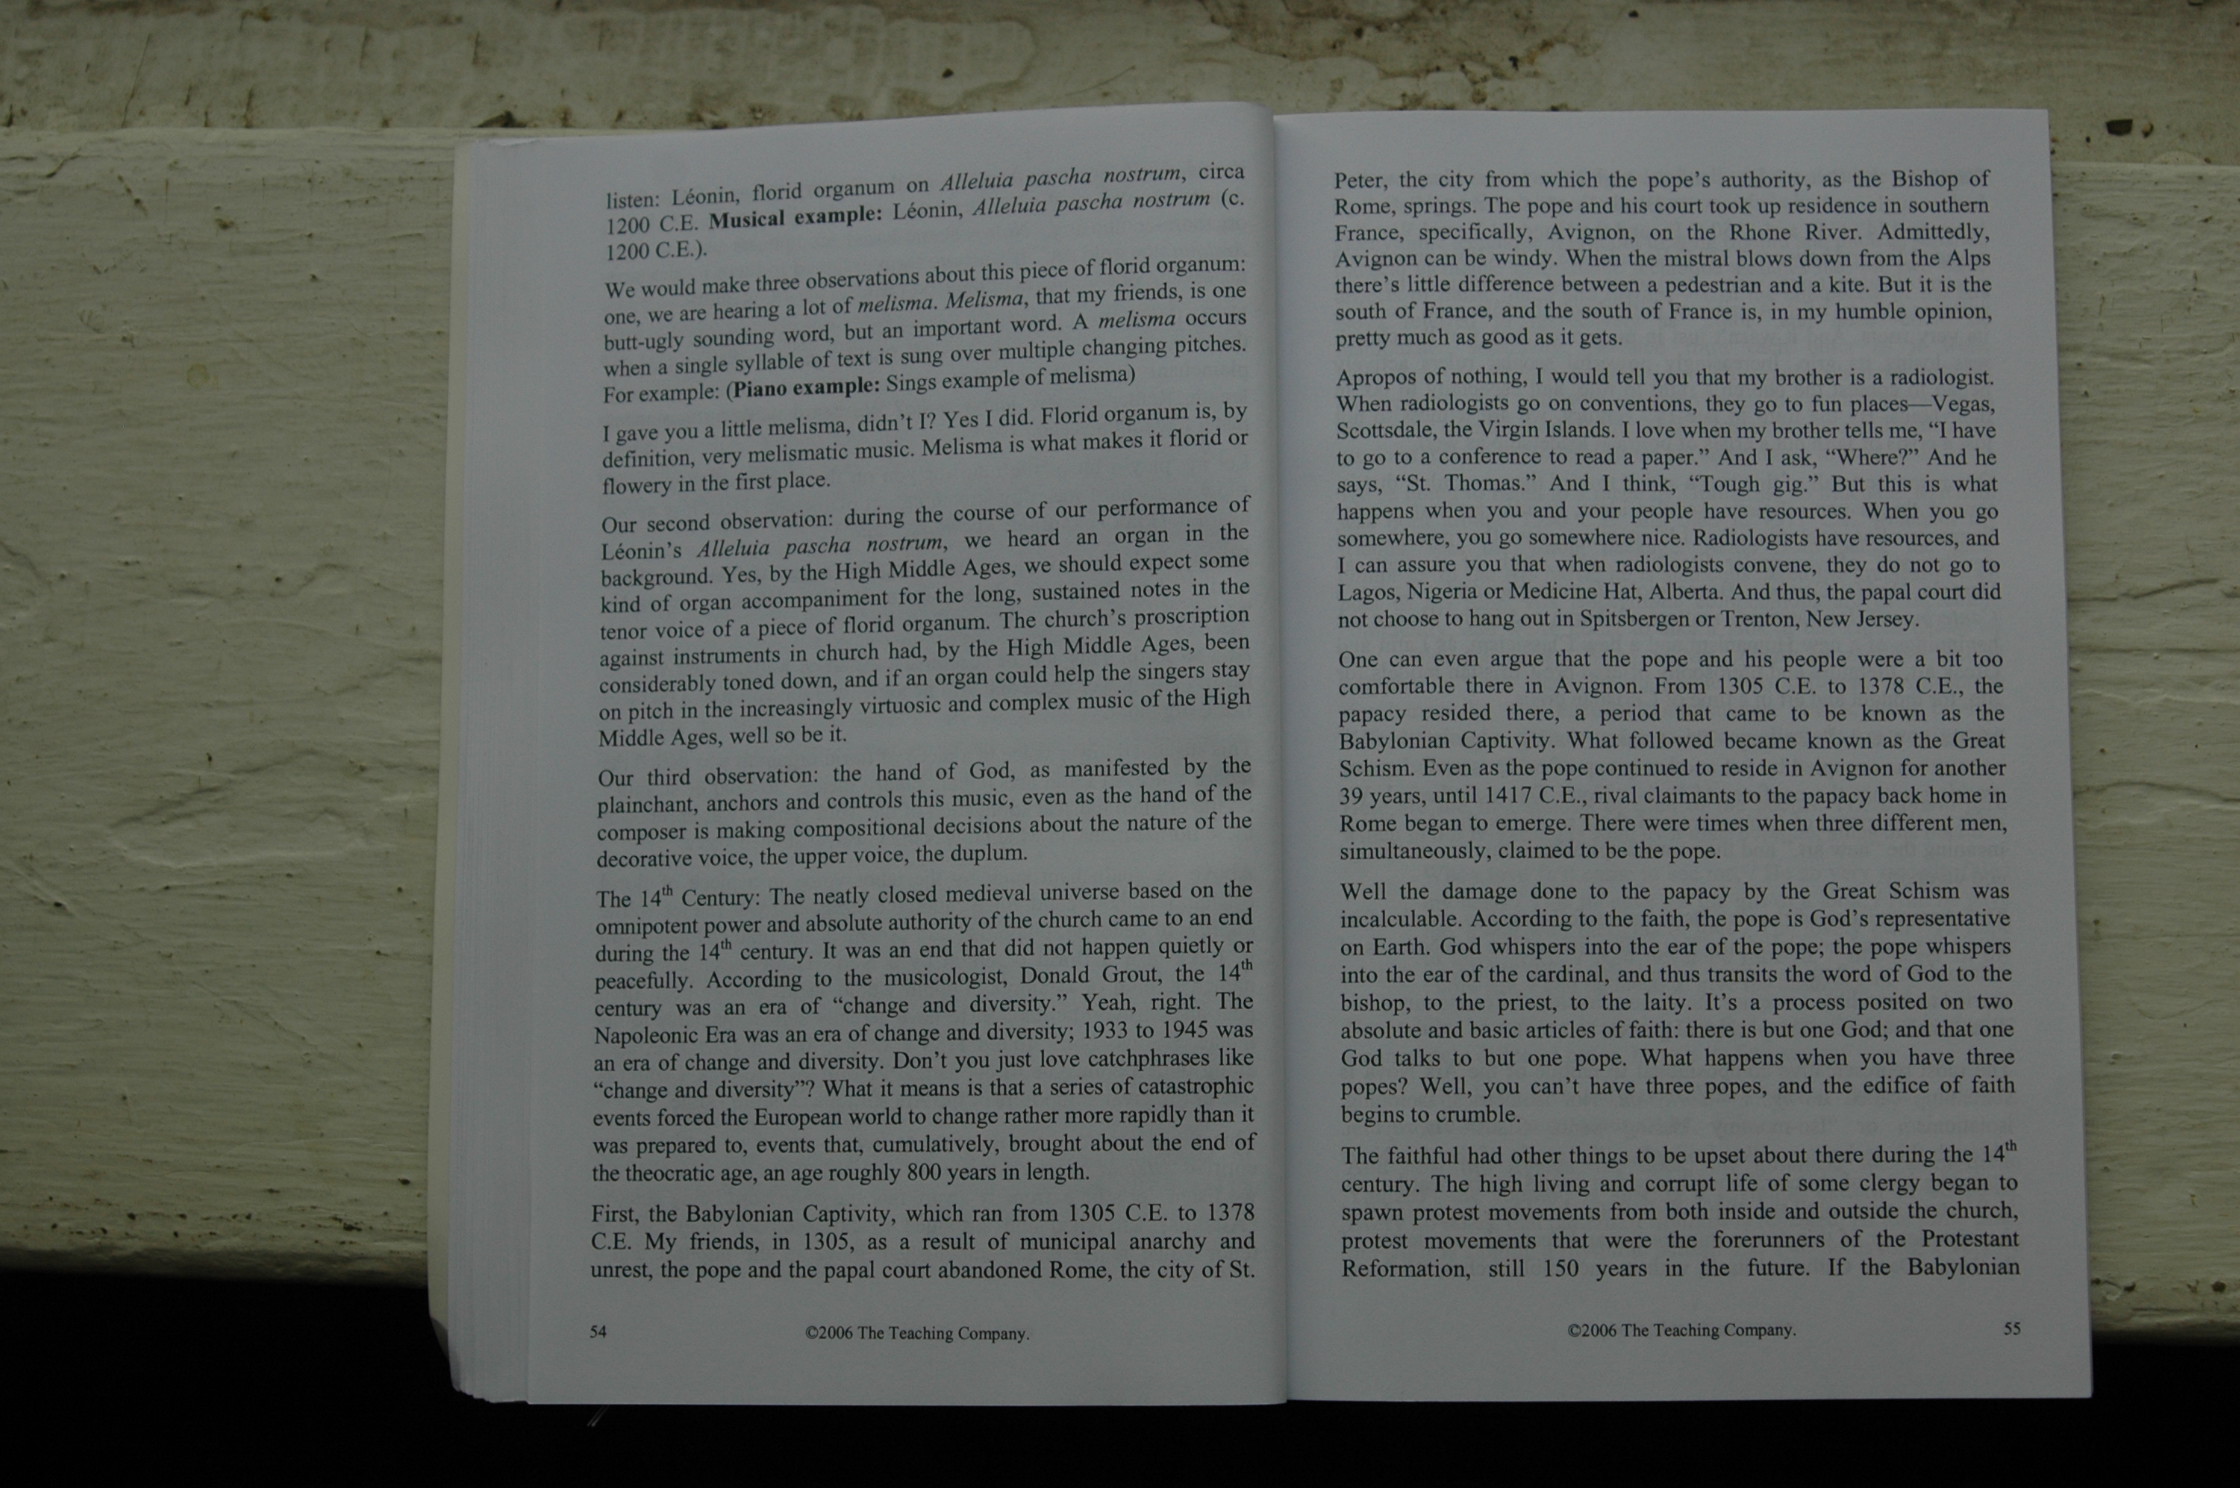 listen: Léonin, florid organum on Alleluia pascha nostrum, circa
1200 C.E. Musical example: Léonin, Alleluia pascha nostrum (c.
1200 C.E.).
We would make three observations about this piece of florid organum:
one, we are hearing a lot of melisma. Melisma, that my friends, is one
butt-ugly sounding word, but an important word. A melisma occurs
when a single syllable of text is sung over multiple changing pitches.
For example: (Piano example: Sings example of melisma)
I gave you a little melisma, didn't I? Yes I did. Florid organum is, by
definition, very melismatic music. Melisma is what makes it florid or
flowery in the first place.
Our second observation: during the course of our performance of
Léonin's Alleluia pascha nostrum, we heard an organ in the
background. Yes, by the High Middle Ages, we should expect some
kind of organ accompaniment for the long, sustained notes in the
tenor voice of a piece of florid organum. The church's proscription
against instruments in church had, by the High Middle Ages, been
considerably toned down, and if an organ could help the singers stay
on pitch in the increasingly virtuosic and complex music of the High
Middle Ages, well so be it.
Our third observation: the hand of God, as manifested by the
plainchant, anchors and controls this music, even as the hand of the
composer is making compositional decisions about the nature of the
decorative voice, the upper voice, the duplum.
The 14th Century: The neatly closed medieval universe based on the
omnipotent power and absolute authority of the church came to an end
during the 14th century. It was an end that did not happen quietly or
peacefully. According to the musicologist, Donald Grout, the 14th
century was an era of “change and diversity.” Yeah, right. The
Napoleonic Era was an era of change and diversity; 1933 to 1945 was
an era of change and diversity. Don't you just love catchphrases like
“change and diversity”? What it means is that a series of catastrophic
events forced the European world to change rather more rapidly than it
was prepared to, events that, cumulatively, brought about the end of
the theocratic age, an age roughly 800 years in length.
First, the Babylonian Captivity, which ran from 1305 C.E. to 1378
C.E. My friends, in 1305, as a result of municipal anarchy and
unrest, the pope and the papal court abandoned Rome, the city of St.
54 ©2006 The Teaching Company.
Peter, the city from which the pope's authority, as the Bishop of
Rome, springs. The pope and his court took up residence in southern
France, specifically, Avignon, on the Rhone River. Admittedly,
Avignon can be windy. When the mistral blows down from the Alps
there's little difference between a pedestrian and a kite. But it is the
south of France, and the south of France is, in my humble opinion,
pretty much as good as it gets.
Apropos of nothing, I would tell you that my brother is a radiologist.
When radiologists go on conventions, they go to fun places—Vegas,
Scottsdale, the Virgin Islands. I love when my brother tells me, “I have
to go to a conference to read a paper.” And I ask, “Where?” And he
says, “St. Thomas.” And I think, “Tough gig.” But this is what
happens when you and your people have resources. When you go
somewhere, you go somewhere nice. Radiologists have resources, and
I can assure you that when radiologists convene, they do not go to
Lagos, Nigeria or Medicine Hat, Alberta. And thus, the papal court did
not choose to hang out in Spitsbergen or Trenton, New Jersey.
One can even argue that the pope and his people were a bit too
comfortable there in Avignon. From 1305 C.E. to 1378 C.E., the
papacy resided there, a period that came to be known as the
Babylonian Captivity. What followed became known as the Great
Schism. Even as the pope continued to reside in Avignon for another
39 years, until 1417 C.E., rival claimants to the papacy back home in
Rome began to emerge. There were times when three different men,
simultaneously, claimed to be the pope.
Well the damage done to the papacy by the Great Schism was
incalculable. According to the faith, the pope is God's representative
on Earth. God whispers into the ear of the pope; the pope whispers
into the ear of the cardinal, and thus transits the word of God to the
bishop, to the priest, to the laity. It's a process posited on two
absolute and basic articles of faith: there is but one God; and that one
God talks to but one pope. What happens when you have three
popes? Well, you can't have three popes, and the edifice of faith
begins to crumble.
The faithful had other things to be upset about there during the 14th
century. The high living and corrupt life of some clergy began to
spawn protest movements from both inside and outside the church,
protest movements that were the forerunners of the Protestant
Reformation, still 150 years in the future. If the Babylonian
©2006 The Teaching Company. 55